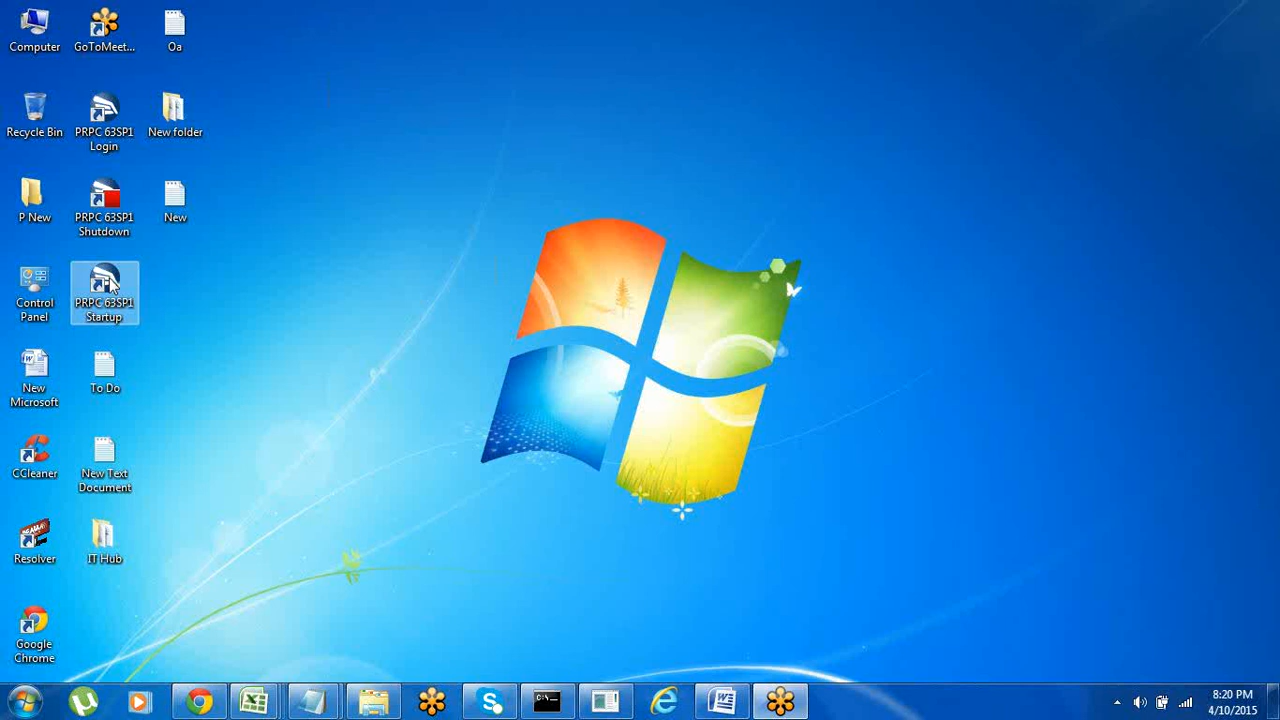 Computer
GoToMeet...
Oa
Recycle Bin
PRPC 63SP1
Login
New folder
P New
PRPC 63SP1
Shutdown
New
Control
Panel
PRPC 63SP1
Startup
New
Microsoft
To Do
CCleaner
New Text
Document
Resolver
IT Hub
Google
Chrome
C:\_
8:20 PM
4/10/2015